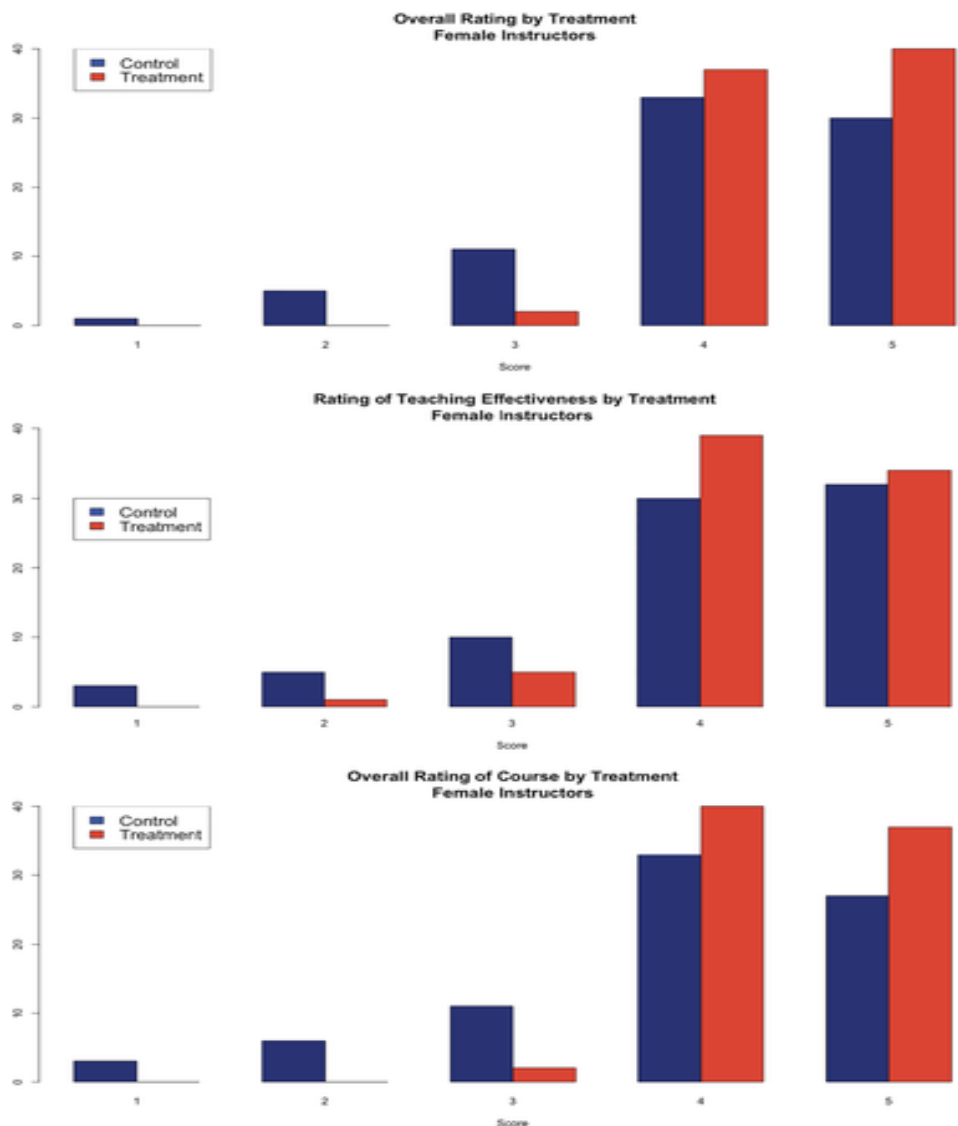 Overall Rating by Treatment
Female Instructors
40
30
20
10
0
Control
Treatment
1 2 3 4 5
Score
Rating of Teaching Effectiveness by Treatment
Female Instructors
40
30
20
10
0
Control
Treatment
1 2 3 4 5
Score
Overall Rating of Course by Treatment
Female Instructors
40
30
20
10
0
Control
Treatment
1 2 3 4 5
Score